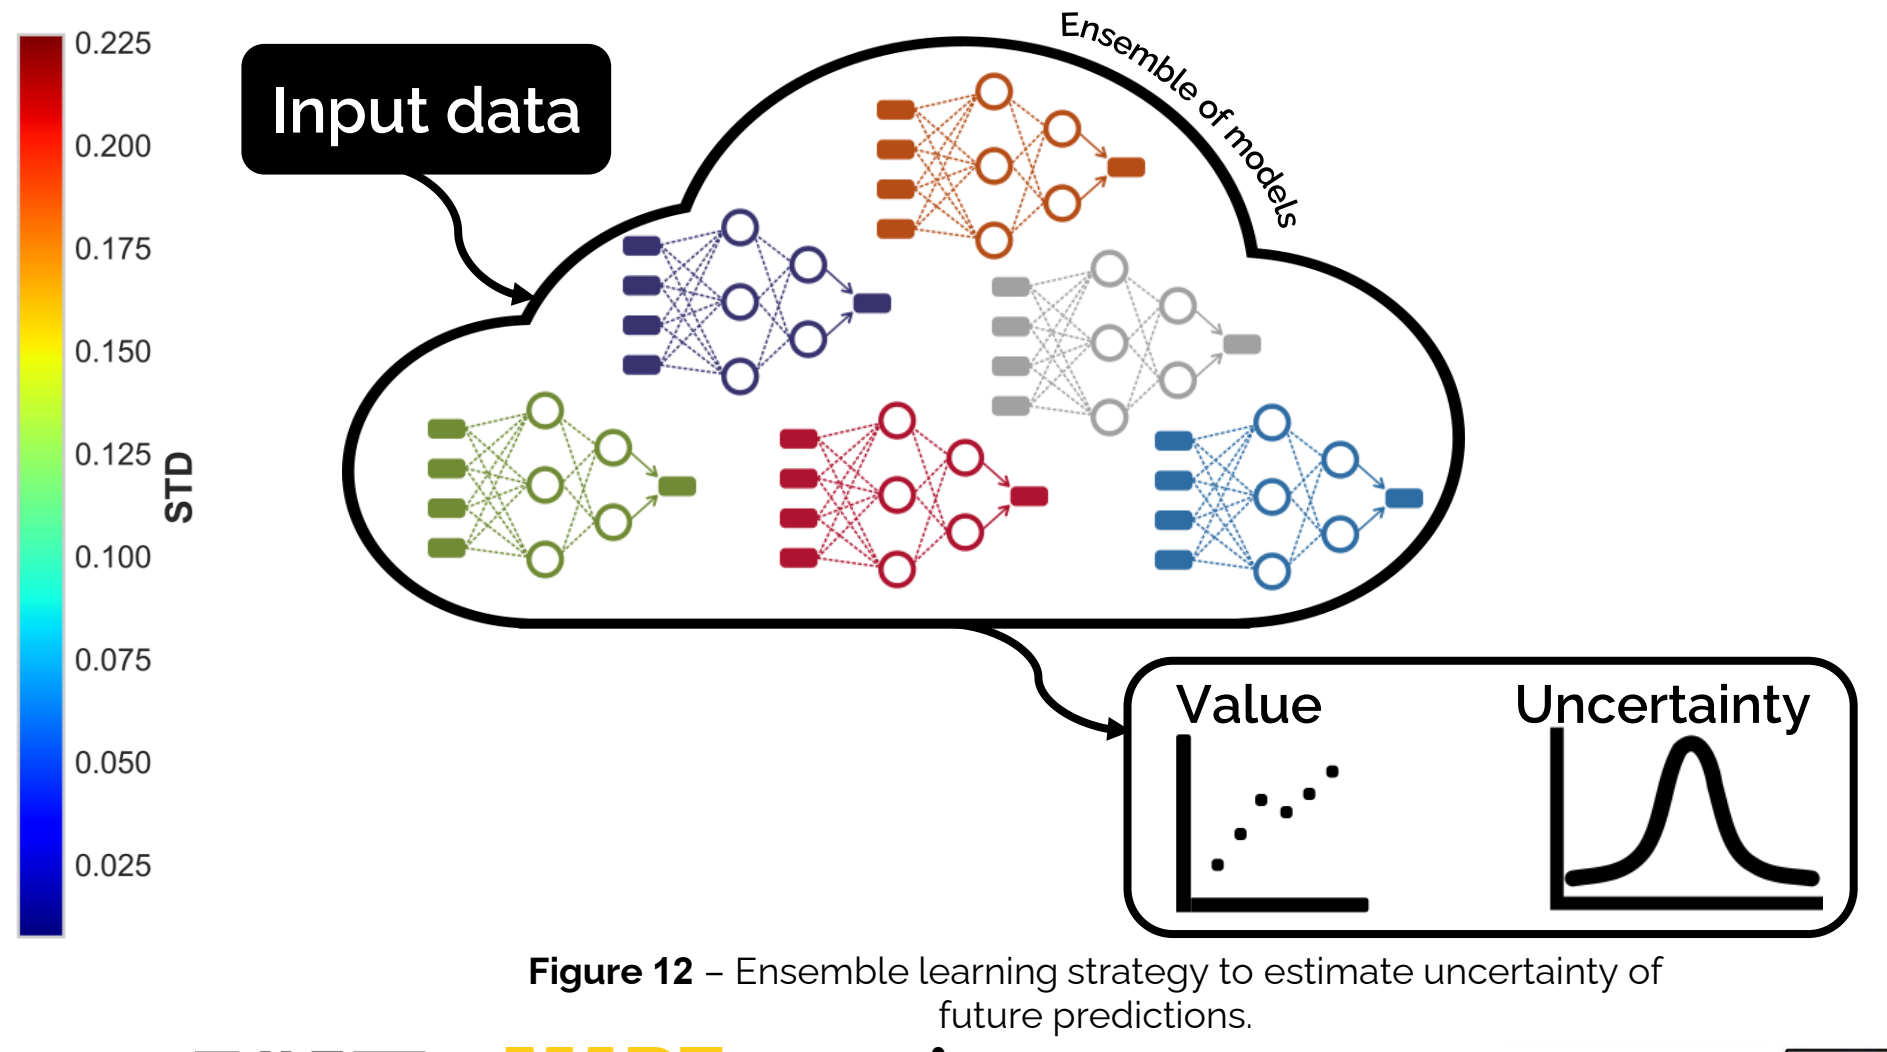 0.225
0.200
0.175
0.150
0.125
0.100
0.075
0.050
0.025
STD
Input data
Ensemble of models
Value
Uncertainty
Figure 12 – Ensemble learning strategy to estimate uncertainty of
future predictions.